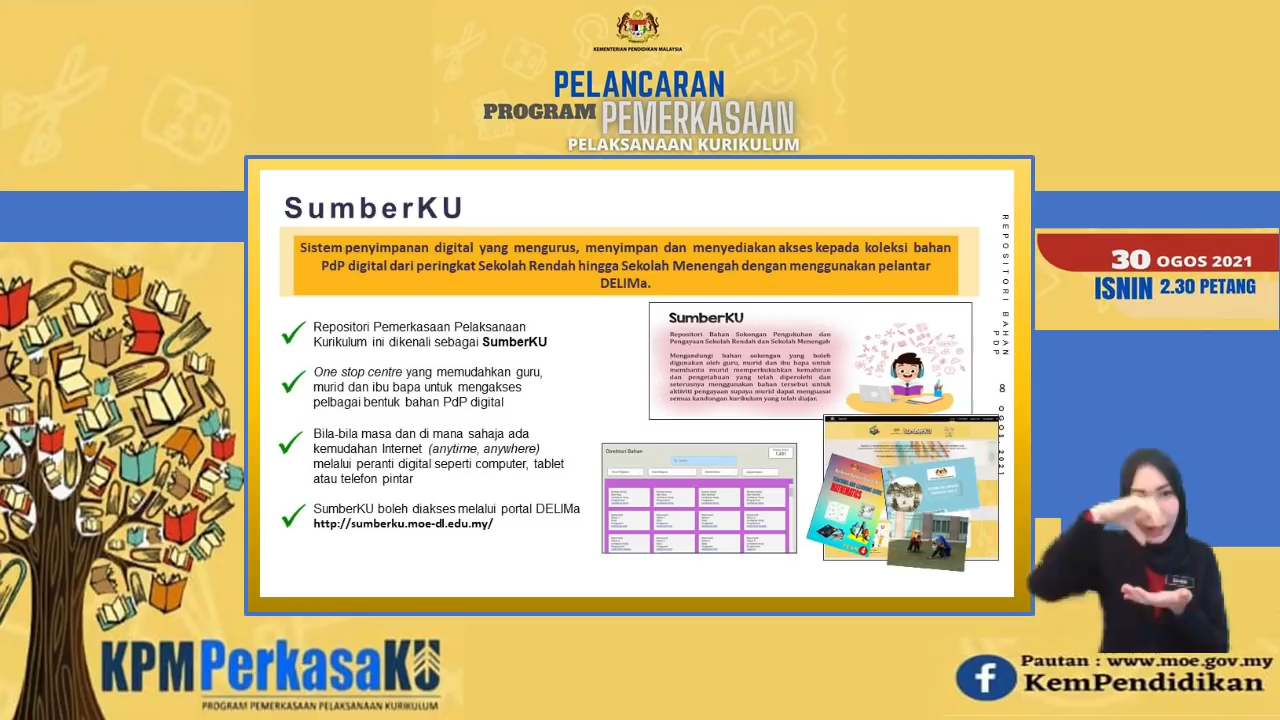 KEMENTERIAN PENDIDIKAN MALAYSIA
PELANCARAN
PROGRAM PEMERKASAAN
PELAKSANAAN KURIKULUM
SumberKU
Sistem penyimpanan digital yang mengurus, menyimpan dan menyediakan akses kepada koleksi bahan
PdP digital dari peringkat Sekolah Rendah hingga Sekolah Menengah dengan menggunakan pelantar
DELIMa.
Repositori Pemerkasaan Pelaksanaan
Kurikulum ini dikenali sebagai SumberKU
One stop centre yang memudahkan guru,
murid dan ibu bapa untuk mengakses
pelbagai bentuk bahan PdP digital
Bila-bila masa dan di mana sahaja ada
kemudahan Internet (anytime, anywhere)
melalui peranti digital seperti computer, tablet
atau telefon pintar
SumberKU boleh diakses melalui portal DELIMa
http://sumberku.moe-dl.edu.my/
SumberKU
Repositori Bahan Sokongan Pengukuhan dan
Pengayaan Sekolah Rendah dan Sekolah Menengah
Mengandungi bahan sokongan yang boleh
digunakan oleh guru, murid dan ibu bapa untuk
membantu murid memperkukuhkan kemahiran
dan pengetahuan yang telah diperolehi dan
seterusnya menggunakan bahan tersebut untuk
aktiviti pengayaan supaya murid dapat menguasai
semua kandungan kurikulum yang telah diajar.
Direktori Bahan
SumberKU
MATHEMATICS
REPOSITORI BAHAN
PDP
8 OGOS 2021
30 OGOS 2021
ISNIN 2.30 PETANG
KPMPerkasaKU
PROGRAM PEMERKASAAN PELAKSANAAN KURIKULUM
Pautan : www.moe.gov.my
KemPendidikan